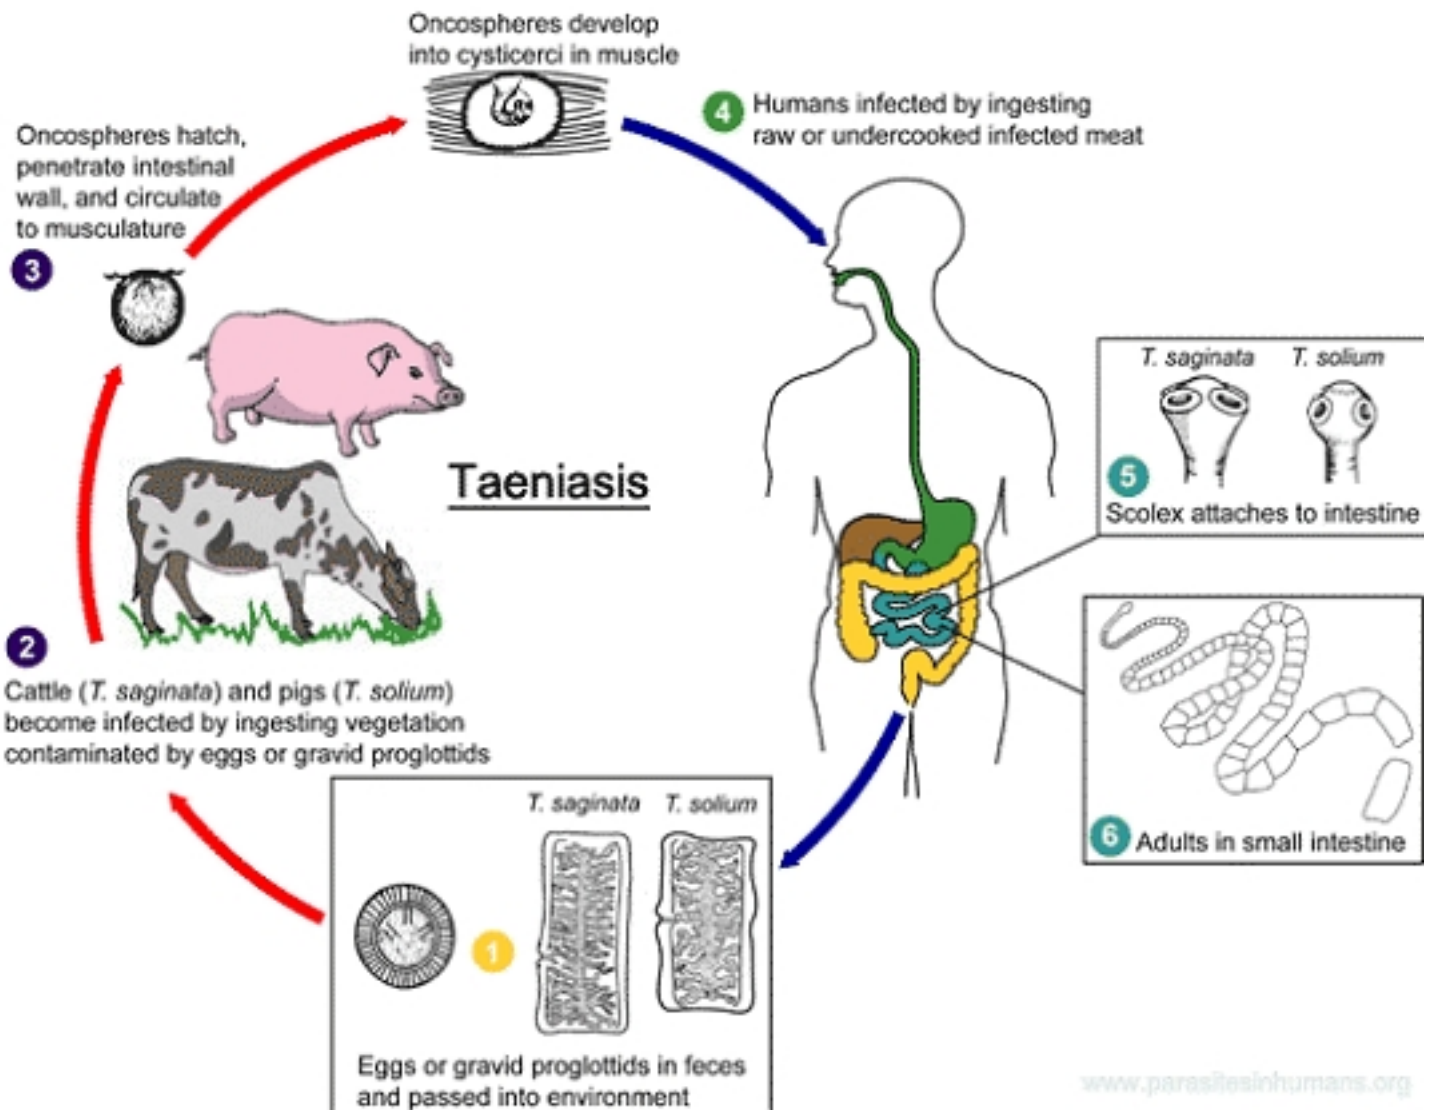 Oncospheres develop
into cysticerci in muscle
4
Humans infected by ingesting
raw or undercooked infected meat
Oncospheres hatch,
penetrate intestinal
wall, and circulate
to musculature
3
Taeniasis
T. saginata T. solium
5
Scolex attaches to intestine
2
Cattle (T. saginata) and pigs (T. solium)
become infected by ingesting vegetation
contaminated by eggs or gravid proglottids
6 Adults in small intestine
T. saginata T. solium
1
Eggs or gravid proglottids in feces
and passed into environment
www.parasitesinhumans.org